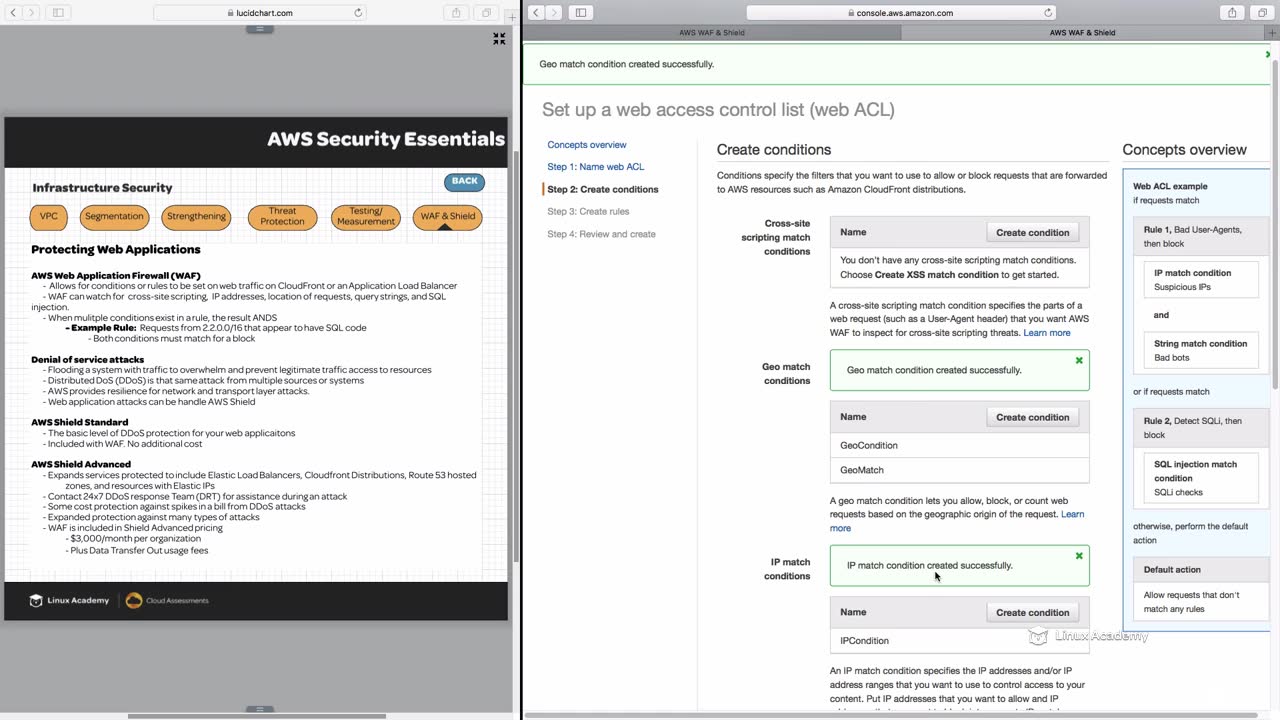 lucidchart.com
AWS Security Essentials
Infrastructure Security
BACK
VPC
Segmentation
Strengthening
Threat
Protection
Testing/
Measurement
WAF & Shield
Protecting Web Applications
AWS Web Application Firewall (WAF)
- Allows for conditions or rules to be set on web traffic on CloudFront or an Application Load Balancer
- WAF can watch for cross-site scripting, IP addresses, location of requests, query strings, and SQL
injection.
- When mulitple conditions exist in a rule, the result ANDS
- Example Rule: Requests from 2.2.0.0/16 that appear to have SQL code
- Both conditions must match for a block
Denial of service attacks
- Flooding a system with traffic to overwhelm and prevent legitimate traffic access to resources
- Distributed DoS (DDoS) is that same attack from multiple sources or systems
- AWS provides resilience for network and transport layer attacks.
- Web application attacks can be handle AWS Shield
AWS Shield Standard
- The basic level of DDoS protection for your web applicaitons
- Included with WAF. No additional cost
AWS Shield Advanced
- Expands services protected to include Elastic Load Balancers, Cloudfront Distributions, Route 53 hosted
zones, and resources with Elastic IPs
- Contact 24x7 DDoS response Team (DRT) for assistance during an attack
- Some cost protection against spikes in a bill from DDoS attacks
- Expanded protection against many types of attacks
- WAF is included in Shield Advanced pricing
- $3,000/month per organization
- Plus Data Transfer Out usage fees
Linux Academy
Cloud Assessments
console.aws.amazon.com
AWS WAF & Shield
AWS WAF & Shield
Geo match condition created successfully.
Set up a web access control list (web ACL)
Concepts overview
Step 1: Name web ACL
Step 2: Create conditions
Step 3: Create rules
Step 4: Review and create
Create conditions
Conditions specify the filters that you want to use to allow or block requests that are forwarded
to AWS resources such as Amazon CloudFront distributions.
Cross-site
scripting match
conditions
Name
Create condition
You don't have any cross-site scripting match conditions.
Choose Create XSS match condition to get started.
A cross-site scripting match condition specifies the parts of a
web request (such as a User-Agent header) that you want AWS
WAF to inspect for cross-site scripting threats. Learn more
Geo match
conditions
Geo match condition created successfully.
Name
Create condition
GeoCondition
GeoMatch
A geo match condition lets you allow, block, or count web
requests based on the geographic origin of the request. Learn
more
IP match
conditions
IP match condition created successfully.
Name
Create condition
IPCondition
An IP match condition specifies the IP addresses and/or IP
address ranges that you want to use to control access to your
content. Put IP addresses that you want to allow and IP
Concepts overview
Web ACL example
if requests match
Rule 1, Bad User-Agents,
then block
IP match condition
Suspicious IPs
and
String match condition
Bad bots
or if requests match
Rule 2, Detect SQLi, then
block
SQL injection match
condition
SQLi checks
otherwise, perform the default
action
Default action
Allow requests that don't
match any rules
Linux Academy